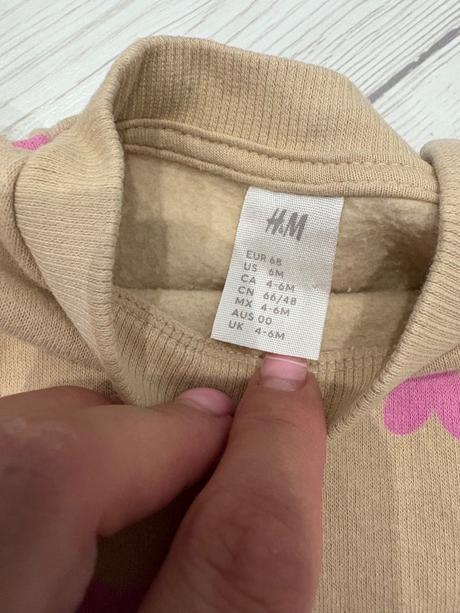 H&M
EUR 68
US 6M
CA 4-6M
CN 66/48
MX 4-6M
AUS 00
UK 4-6M